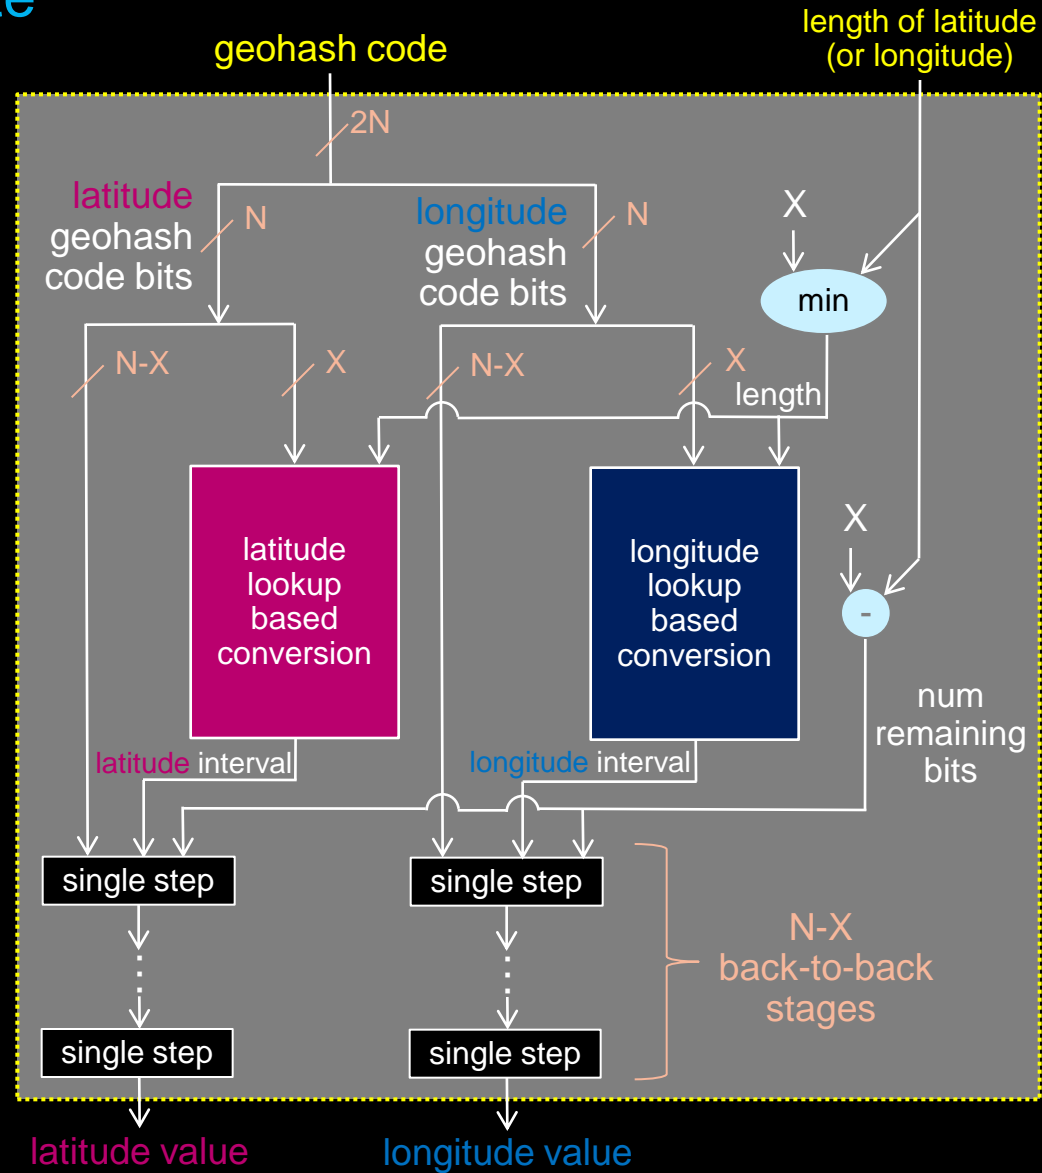 geohash code
length of latitude
(or longitude)
2N
latitude
geohash
code bits
N
longitude
geohash
code bits
N
X
min
N-X
X
N-X
X
length
latitude
lookup
based
conversion
longitude
lookup
based
conversion
X
-
num
remaining
bits
latitude interval
longitude interval
single step
single step
N-X
back-to-back
stages
single step
single step
latitude value
longitude value